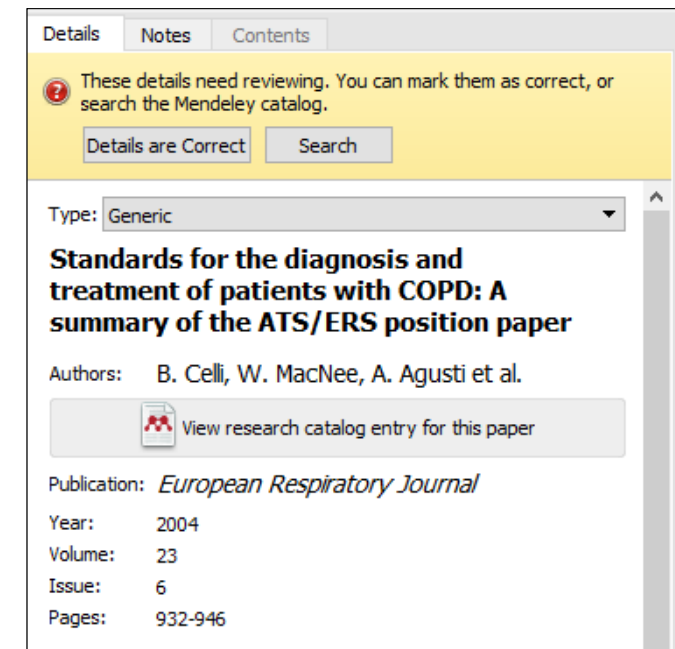 Details Notes Contents
These details need reviewing. You can mark them as correct, or
search the Mendeley catalog.
Details are Correct Search
Type: Generic
Standards for the diagnosis and
treatment of patients with COPD: A
summary of the ATS/ERS position paper
Authors: B. Celli, W. MacNee, A. Agusti et al.
View research catalog entry for this paper
Publication: European Respiratory Journal
Year: 2004
Volume: 23
Issue: 6
Pages: 932-946